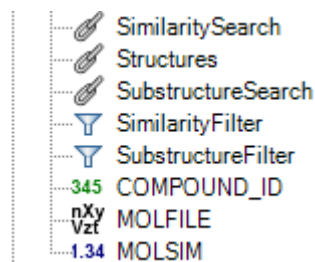 SimilaritySearch
Structures
SubstructureSearch
SimilarityFilter
SubstructureFilter
345 COMPOUND_ID
nXy Vzt MOLFILE
1.34 MOLSIM